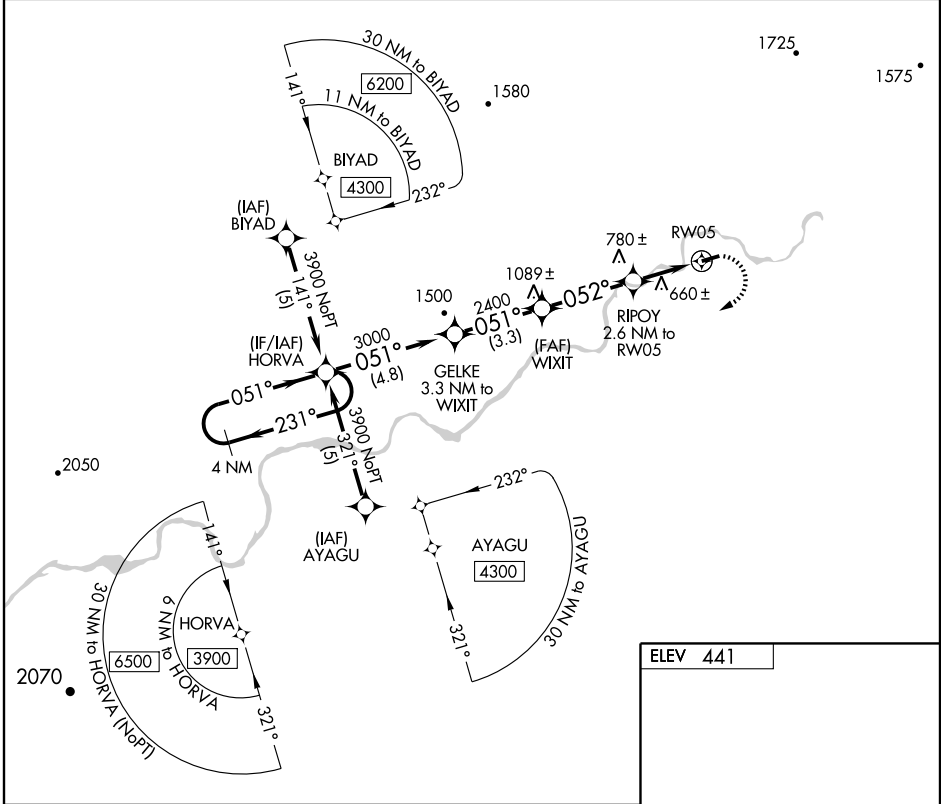 1725
1575
30 NM to BIYAD
6200
141°
11 NM to BIYAD
1580
BIYAD
4300
232°
(IAF)
BIYAD
3900 NoPT
141°
(5)
780 ±
RW05
1089 ±
660 ±
1500
2400
052°
051°
(3.3)
RIPOY
2.6 NM to
RW05
(FAF)
WIXIT
(IF/IAF)
HORVA
3000
051°
(4.8)
GELKE
3.3 NM to
WIXIT
051°
231°
4 NM
3900 NoPT
321°
(5)
2050
(IAF)
AYAGU
232°
AYAGU
4300
30 NM to AYAGU
321°
141°
HORVA
3900
6 NM to HORVA
6500
30 NM to HORVA (NoPT)
321°
2070
ELEV 441